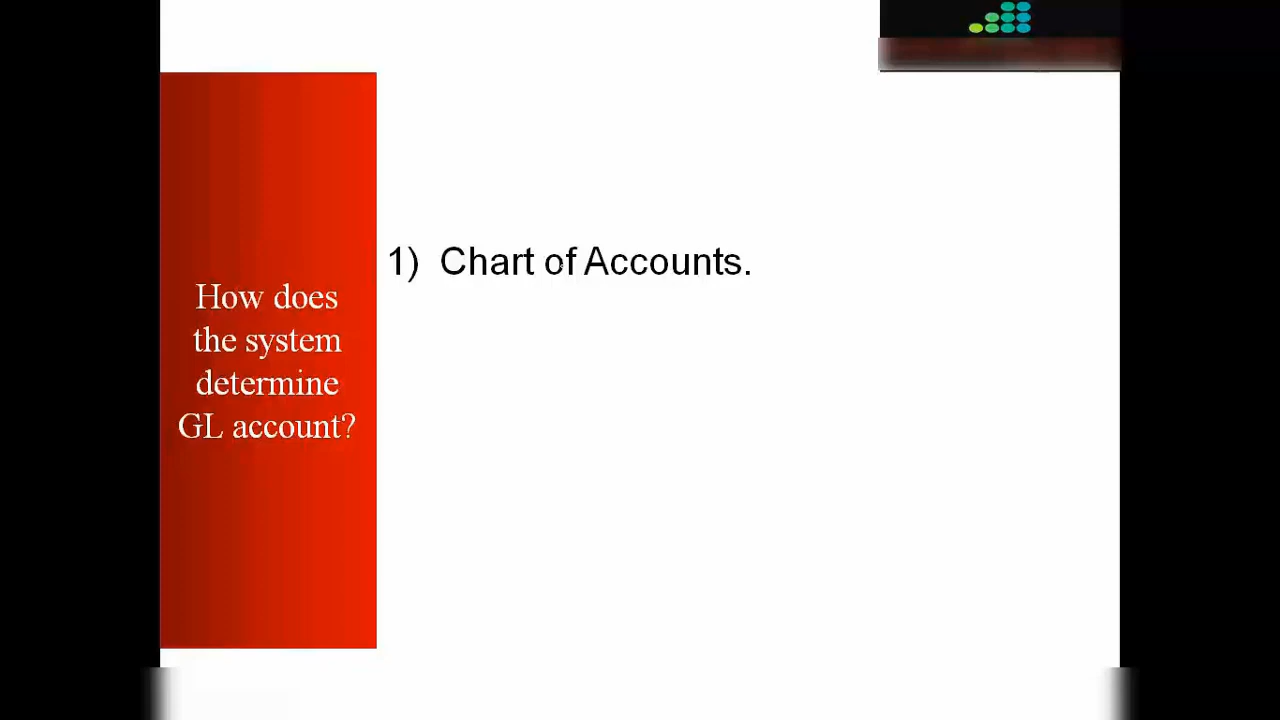 1) Chart of Accounts.
How does
the system
determine
GL account?